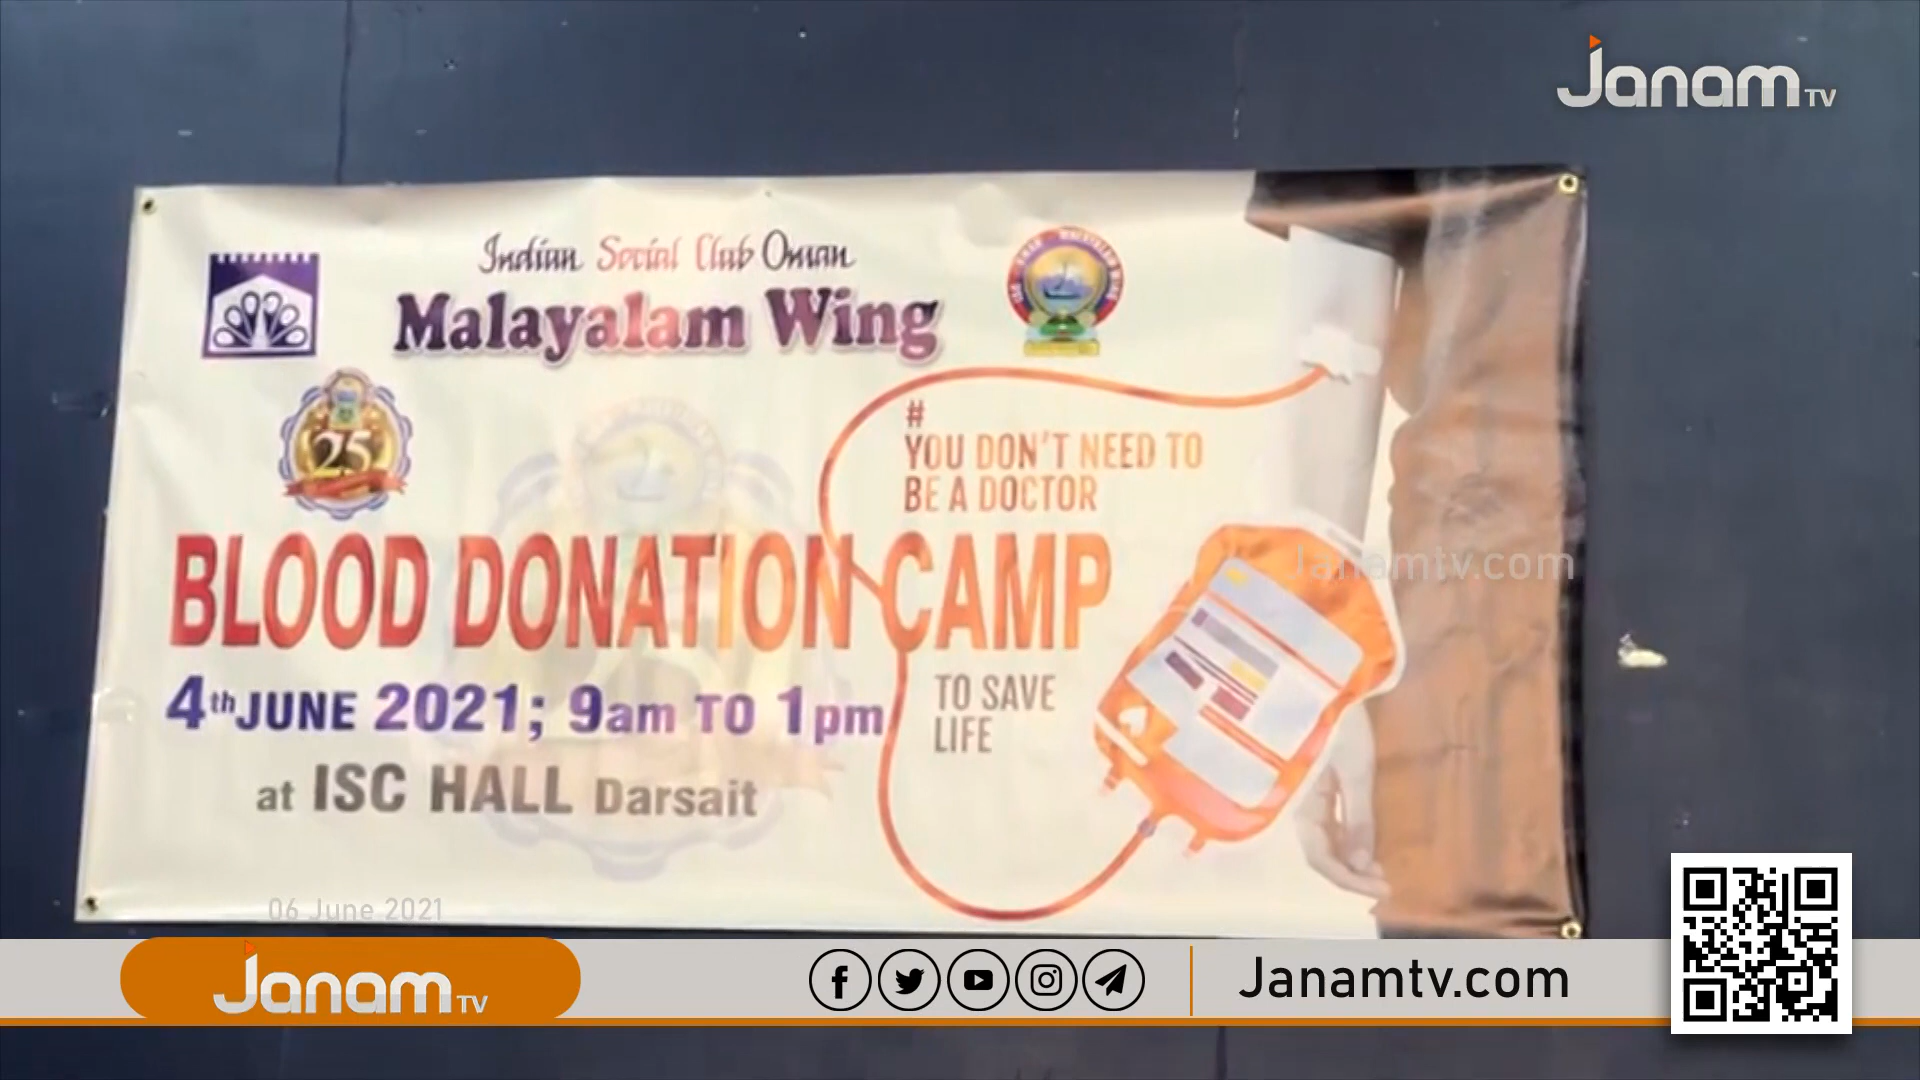 Janam TV
Indian Social Club Oman
Malayalam Wing
25
#
YOU DON'T NEED TO
BE A DOCTOR
BLOOD DONATION CAMP
Janamtv.com
4th JUNE 2021; 9am TO 1pm
TO SAVE
LIFE
at ISC HALL Darsait
06 June 2021
Janam TV
Janamtv.com